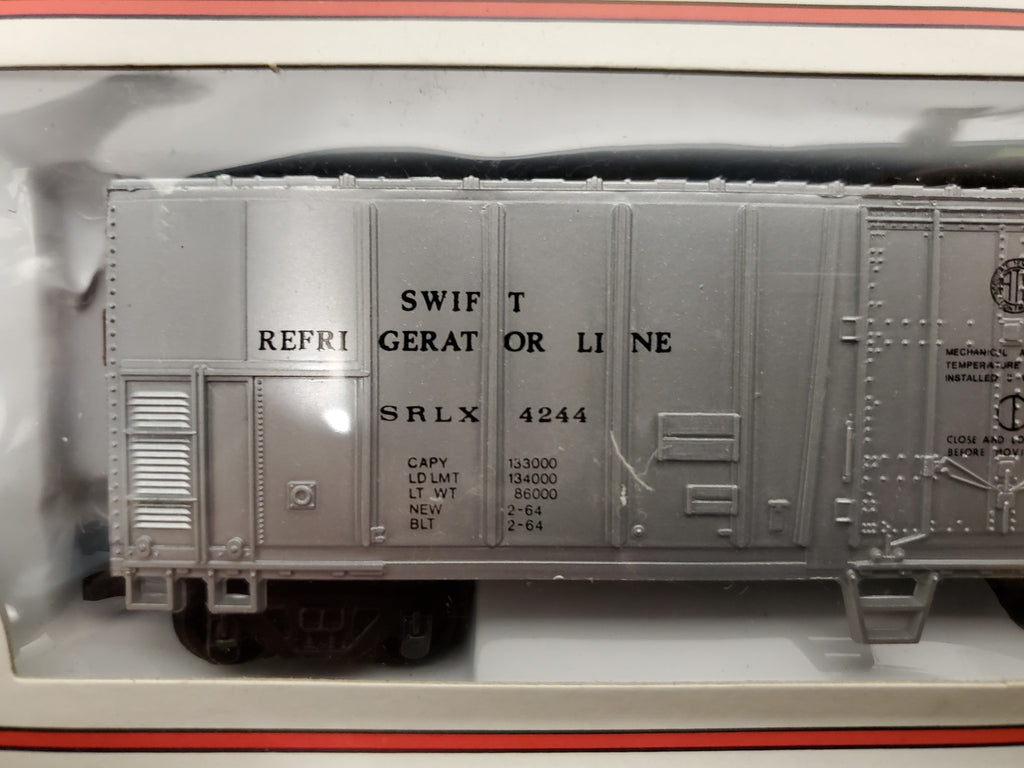 SWIFT
REFRIGERATOR LINE
SRLX 4244
CAPY 133000
LD LMT 134000
LT WT 86000
NEW 2-64
BLT 2-64
MECHANICAL
TEMPERATURE
INSTALLED
CLOSE AND
BEFORE